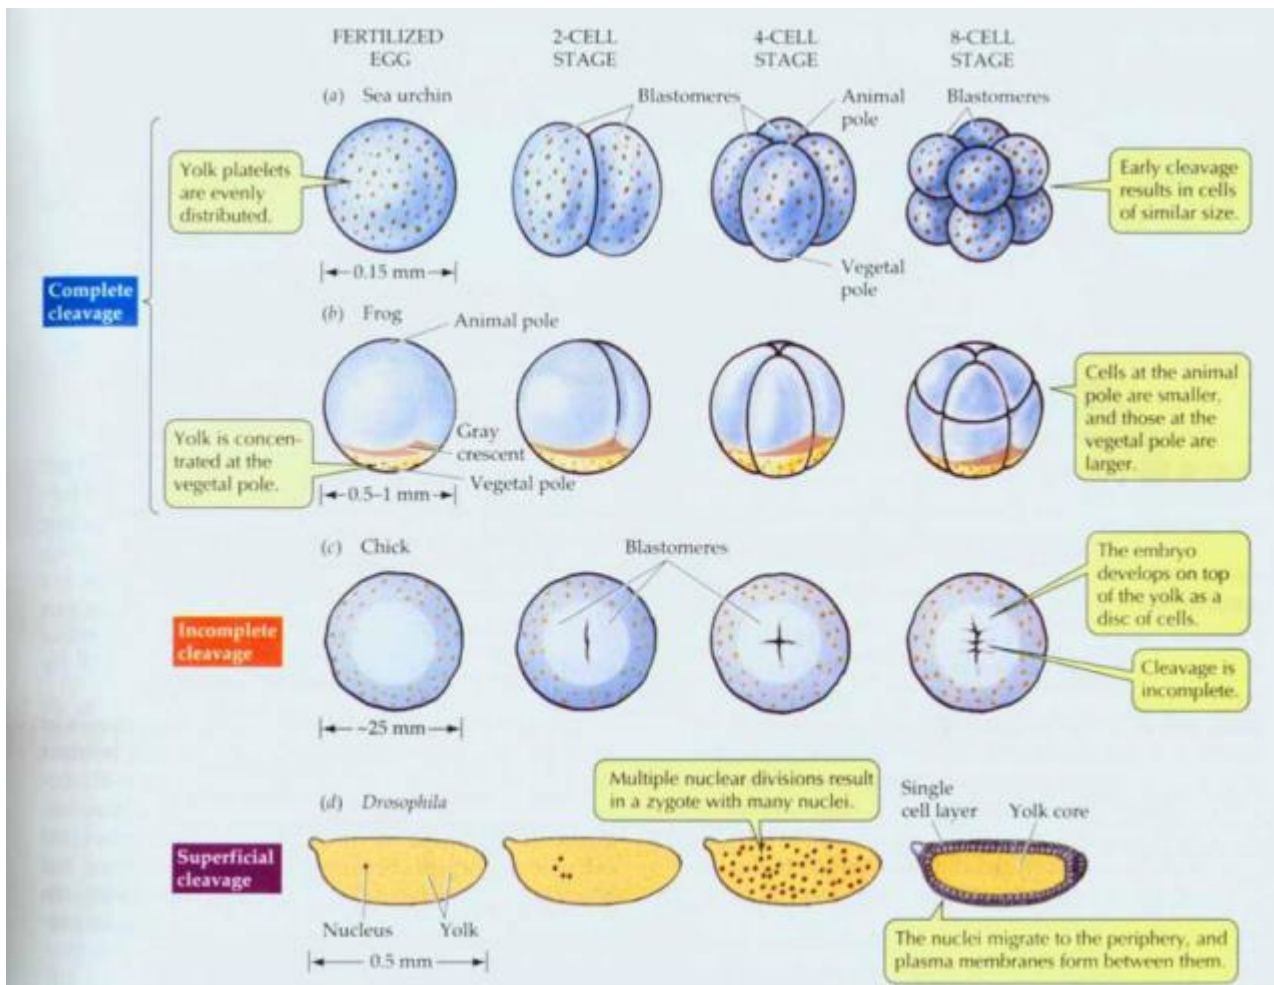 FERTILIZED
EGG
2-CELL
STAGE
4-CELL
STAGE
8-CELL
STAGE
(a) Sea urchin
Blastomeres
Animal
pole
Blastomeres
Yolk platelets
are evenly
distributed.
Early cleavage
results in cells
of similar size.
0.15 mm
Vegetal
pole
Complete
cleavage
(b) Frog
Animal pole
Cells at the animal
pole are smaller,
and those at the
vegetal pole are
larger.
Yolk is concen-
trated at the
vegetal pole.
Gray
crescent
Vegetal pole
0.5–1 mm
(c) Chick
Blastomeres
The embryo
develops on top
of the yolk as a
disc of cells.
Incomplete
cleavage
Cleavage is
incomplete.
~25 mm
(d) Drosophila
Multiple nuclear divisions result
in a zygote with many nuclei.
Single
cell layer
Yolk core
Superficial
cleavage
Nucleus
Yolk
0.5 mm
The nuclei migrate to the periphery, and
plasma membranes form between them.